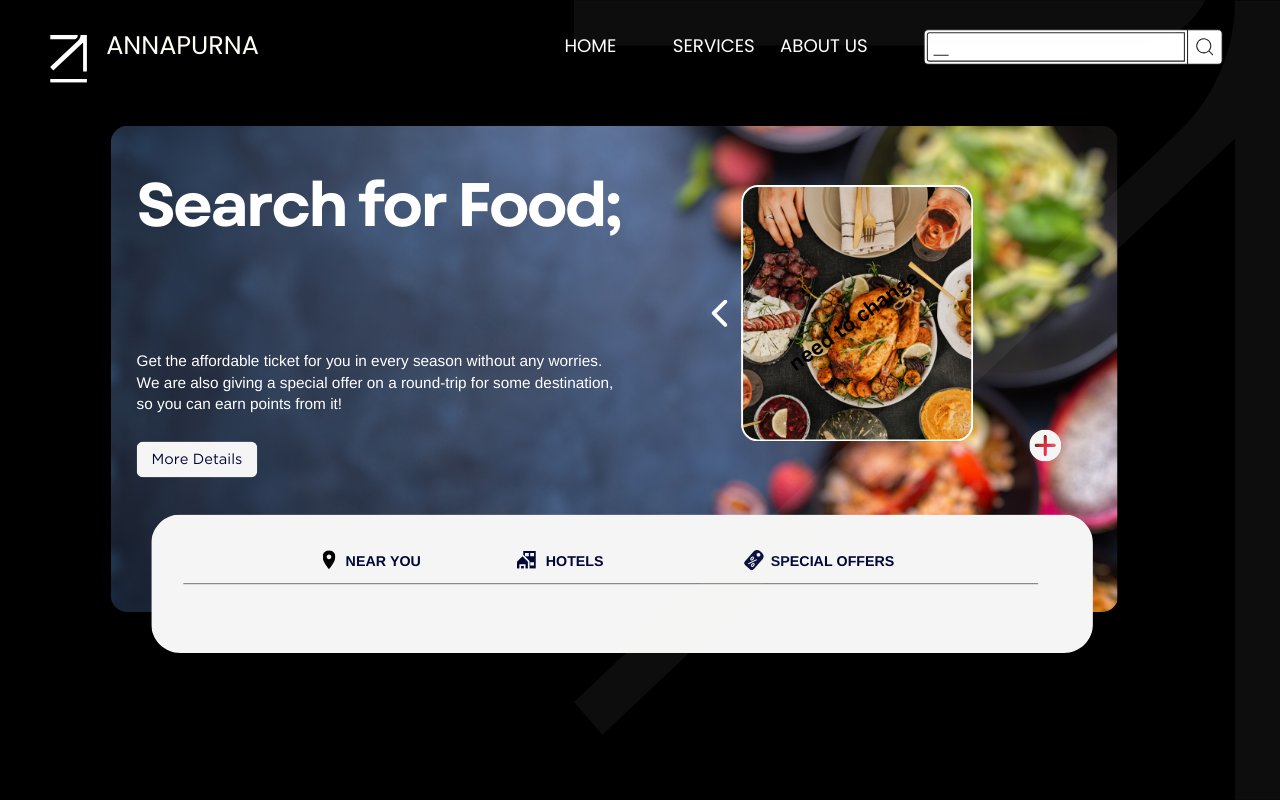 ANNAPURNA
HOME SERVICES ABOUT US
Search for Food;
need to change
Get the affordable ticket for you in every season without any worries.
We are also giving a special offer on a round-trip for some destination,
so you can earn points from it!
More Details
NEAR YOU HOTELS SPECIAL OFFERS